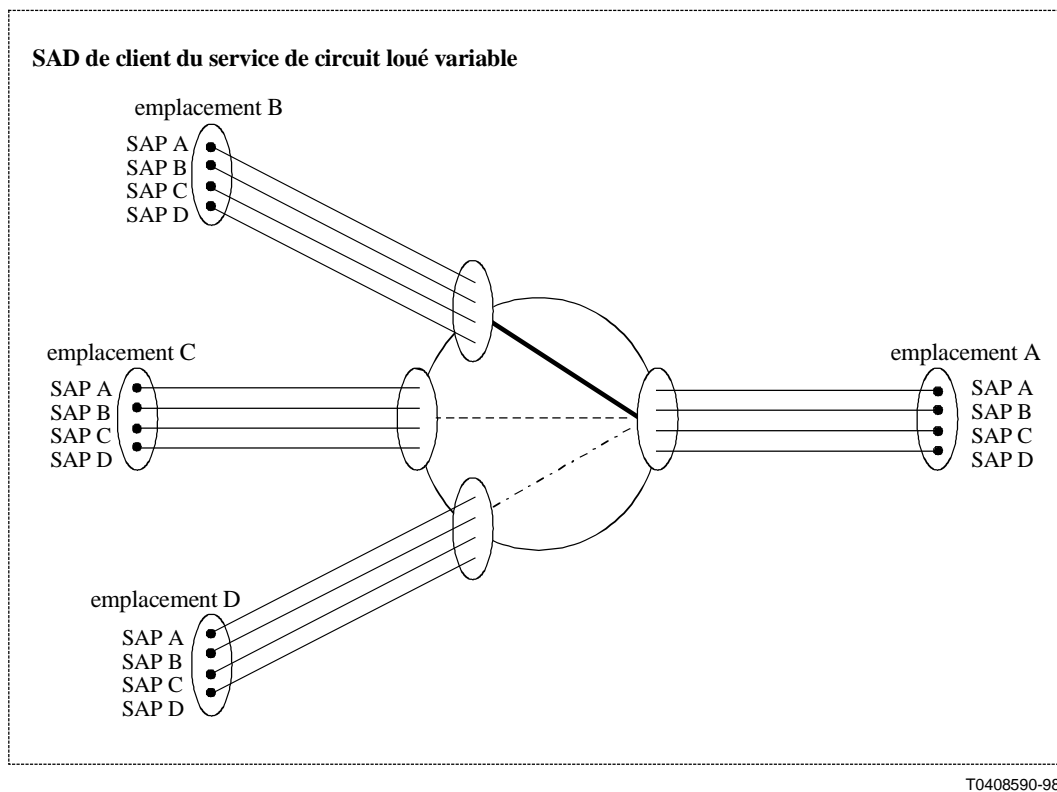 SAD de client du service de circuit loué variable
emplacement B
SAP A
SAP B
SAP C
SAP D
emplacement C
SAP A
SAP B
SAP C
SAP D
emplacement A
SAP A
SAP B
SAP C
SAP D
emplacement D
SAP A
SAP B
SAP C
SAP D
T0408590-98